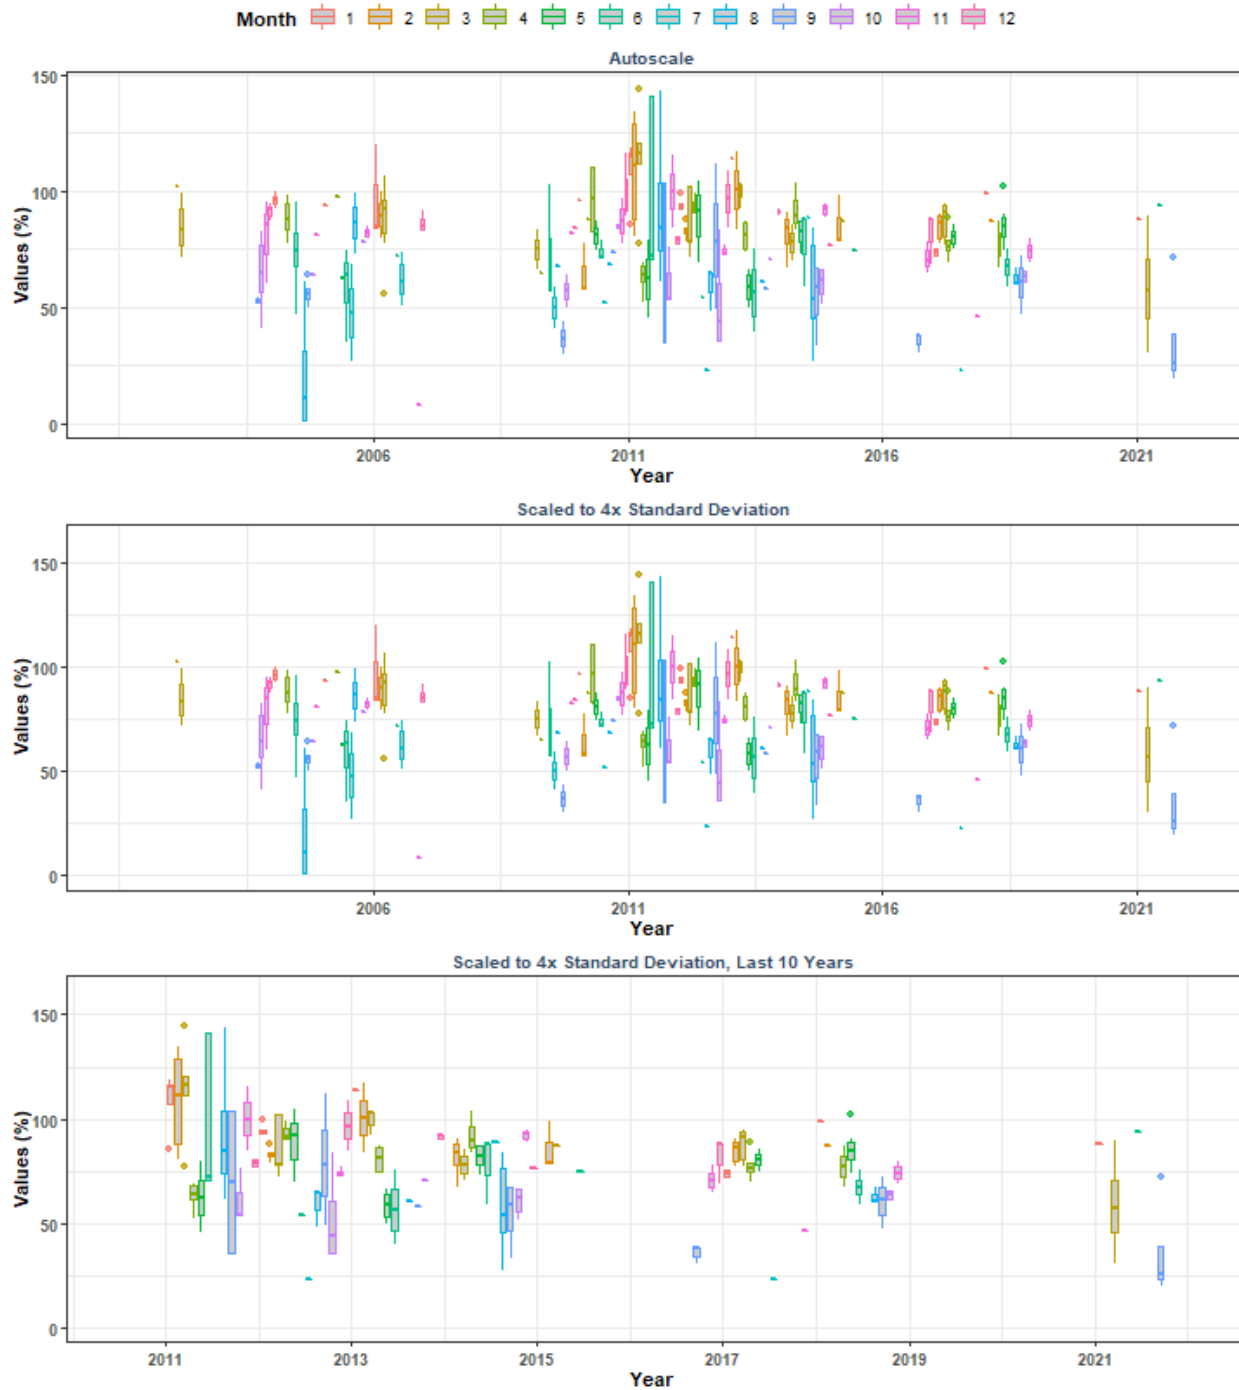 Month 1 2 3 4 5 6 7 8 9 10 11 12
Autoscale
Values (%)
150
100
50
0
2006 2011 2016 2021
Year
Scaled to 4x Standard Deviation
Values (%)
150
100
50
0
2006 2011 2016 2021
Year
Scaled to 4x Standard Deviation, Last 10 Years
Values (%)
150
100
50
0
2011 2013 2015 2017 2019 2021
Year